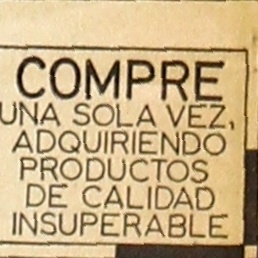 COMPRE
UNA SOLA VEZ,
ADQUIRIENDO
PRODUCTOS
DE CALIDAD
INSUPERABLE